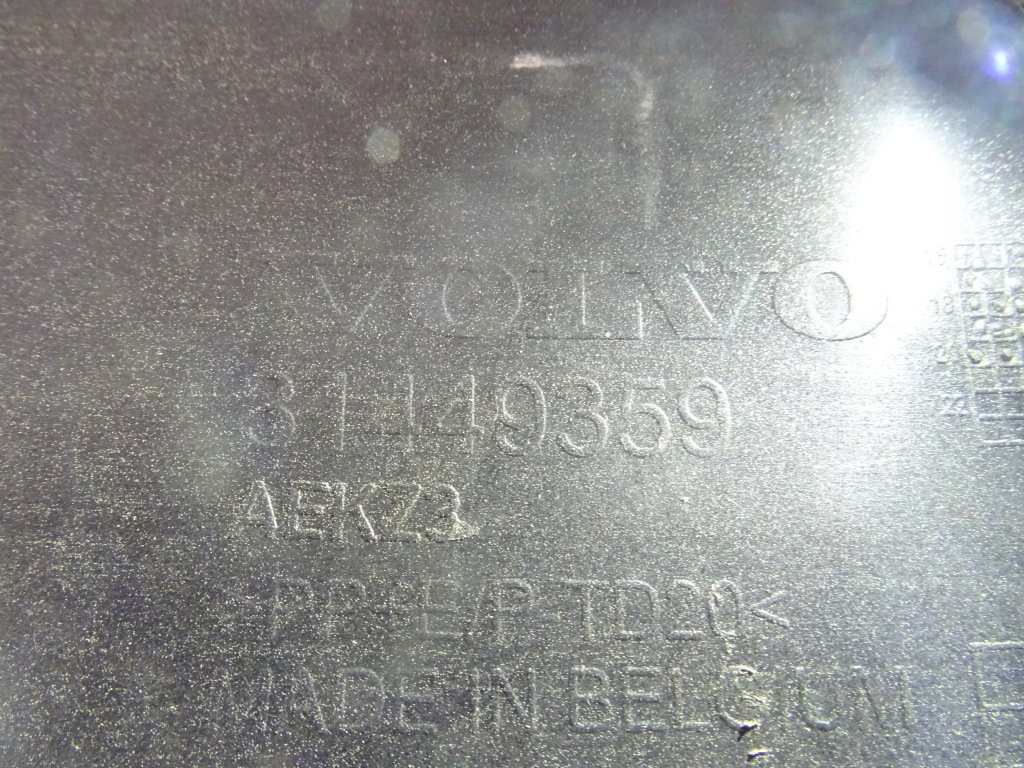 VOLVO
31449359
AEKZ3
>PP+E/P-TD20<
MADE IN BELGIUM